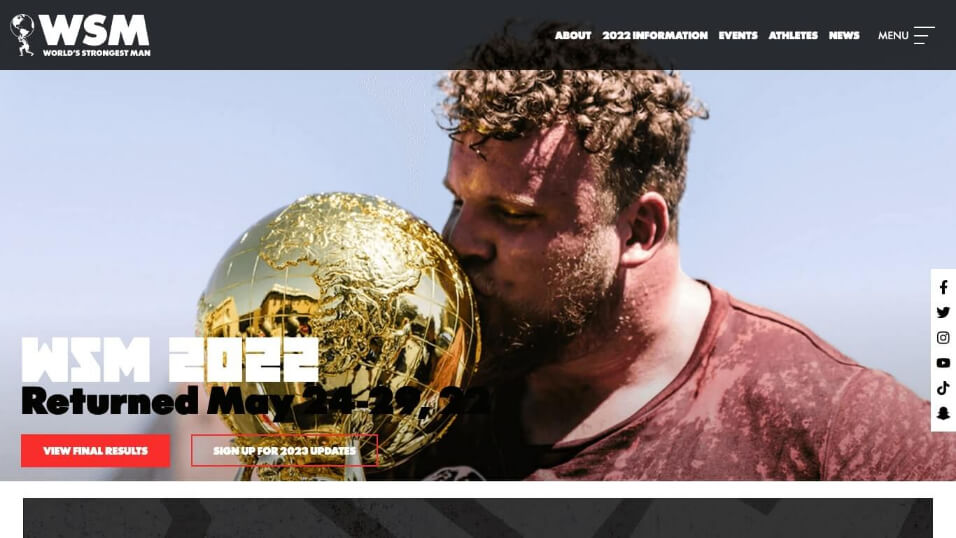 WSM
WORLD'S STRONGEST MAN
ABOUT 2022 INFORMATION EVENTS ATHLETES NEWS MENU
WSM 2022
Returned May 24-29, 22
VIEW FINAL RESULTS SIGN UP FOR 2023 UPDATES